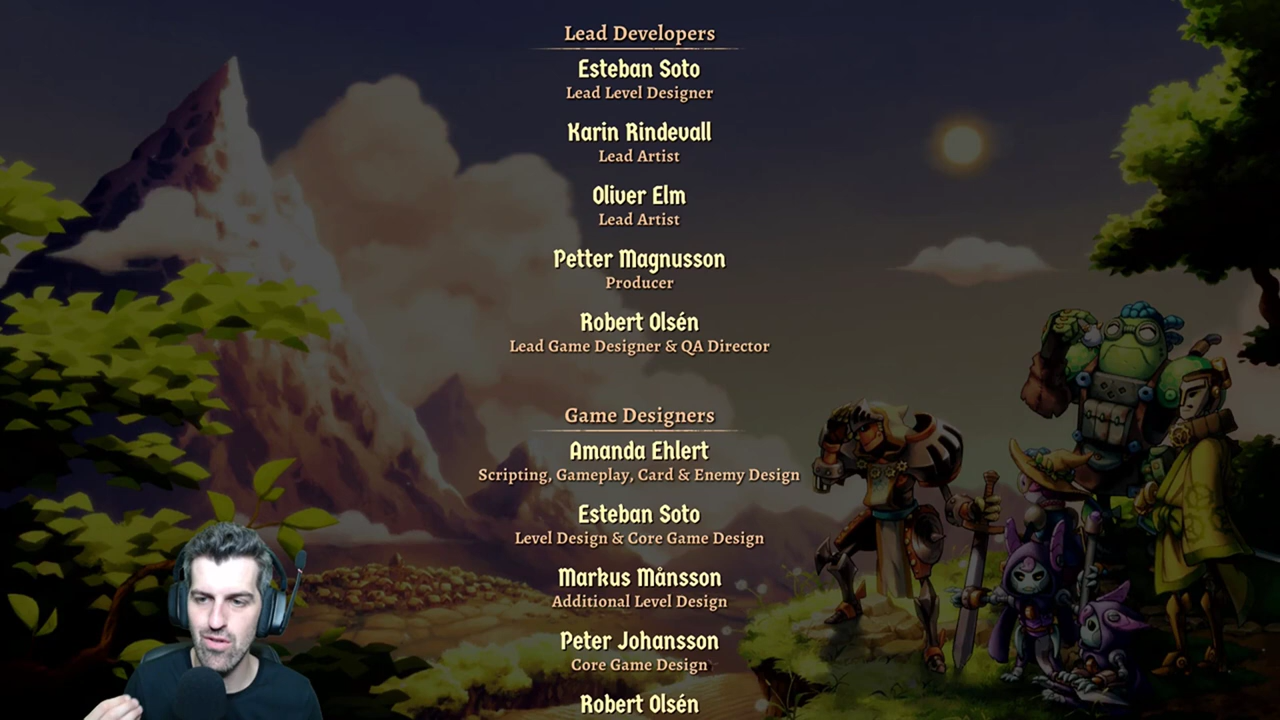 Lead Developers
Esteban Soto
Lead Level Designer
Karin Rindevall
Lead Artist
Oliver Elm
Lead Artist
Petter Magnusson
Producer
Robert Olsén
Lead Game Designer & QA Director
Game Designers
Amanda Ehlert
Scripting, Gameplay, Card & Enemy Design
Esteban Soto
Level Design & Core Game Design
Markus Månsson
Additional Level Design
Peter Johansson
Core Game Design
Robert Olsén